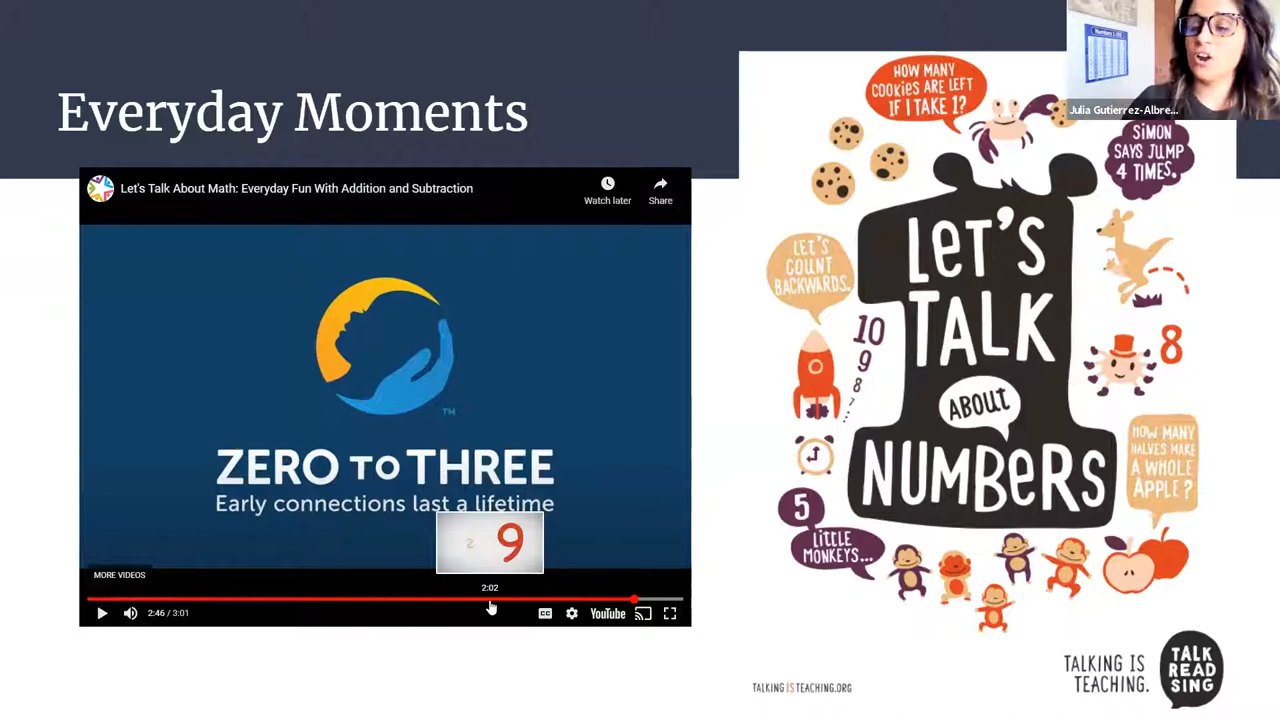 Everyday Moments
Let's Talk About Math: Everyday Fun With Addition and Subtraction
Watch later
Share
ZERO TO THREE
Early connections last a lifetime
TM
2 9
MORE VIDEOS
2:02
2:46 / 3:01
CC
YouTube
HOW MANY
COOKIES ARE LEFT
IF I TAKE 1?
Julia Gutierrez-Albre...
SIMON
SAYS JUMP
4 TIMES.
LET'S
COUNT
BACKWARDS.
10
9
8
7
...
LET'S
TALK
ABOUT
NUMBERS
8
HOW MANY
HALVES MAKE
A WHOLE
APPLE?
5
LITTLE
MONKEYS...
TALKINGISTEACHING.ORG
TALKING IS
TEACHING.
TALK
READ
SING